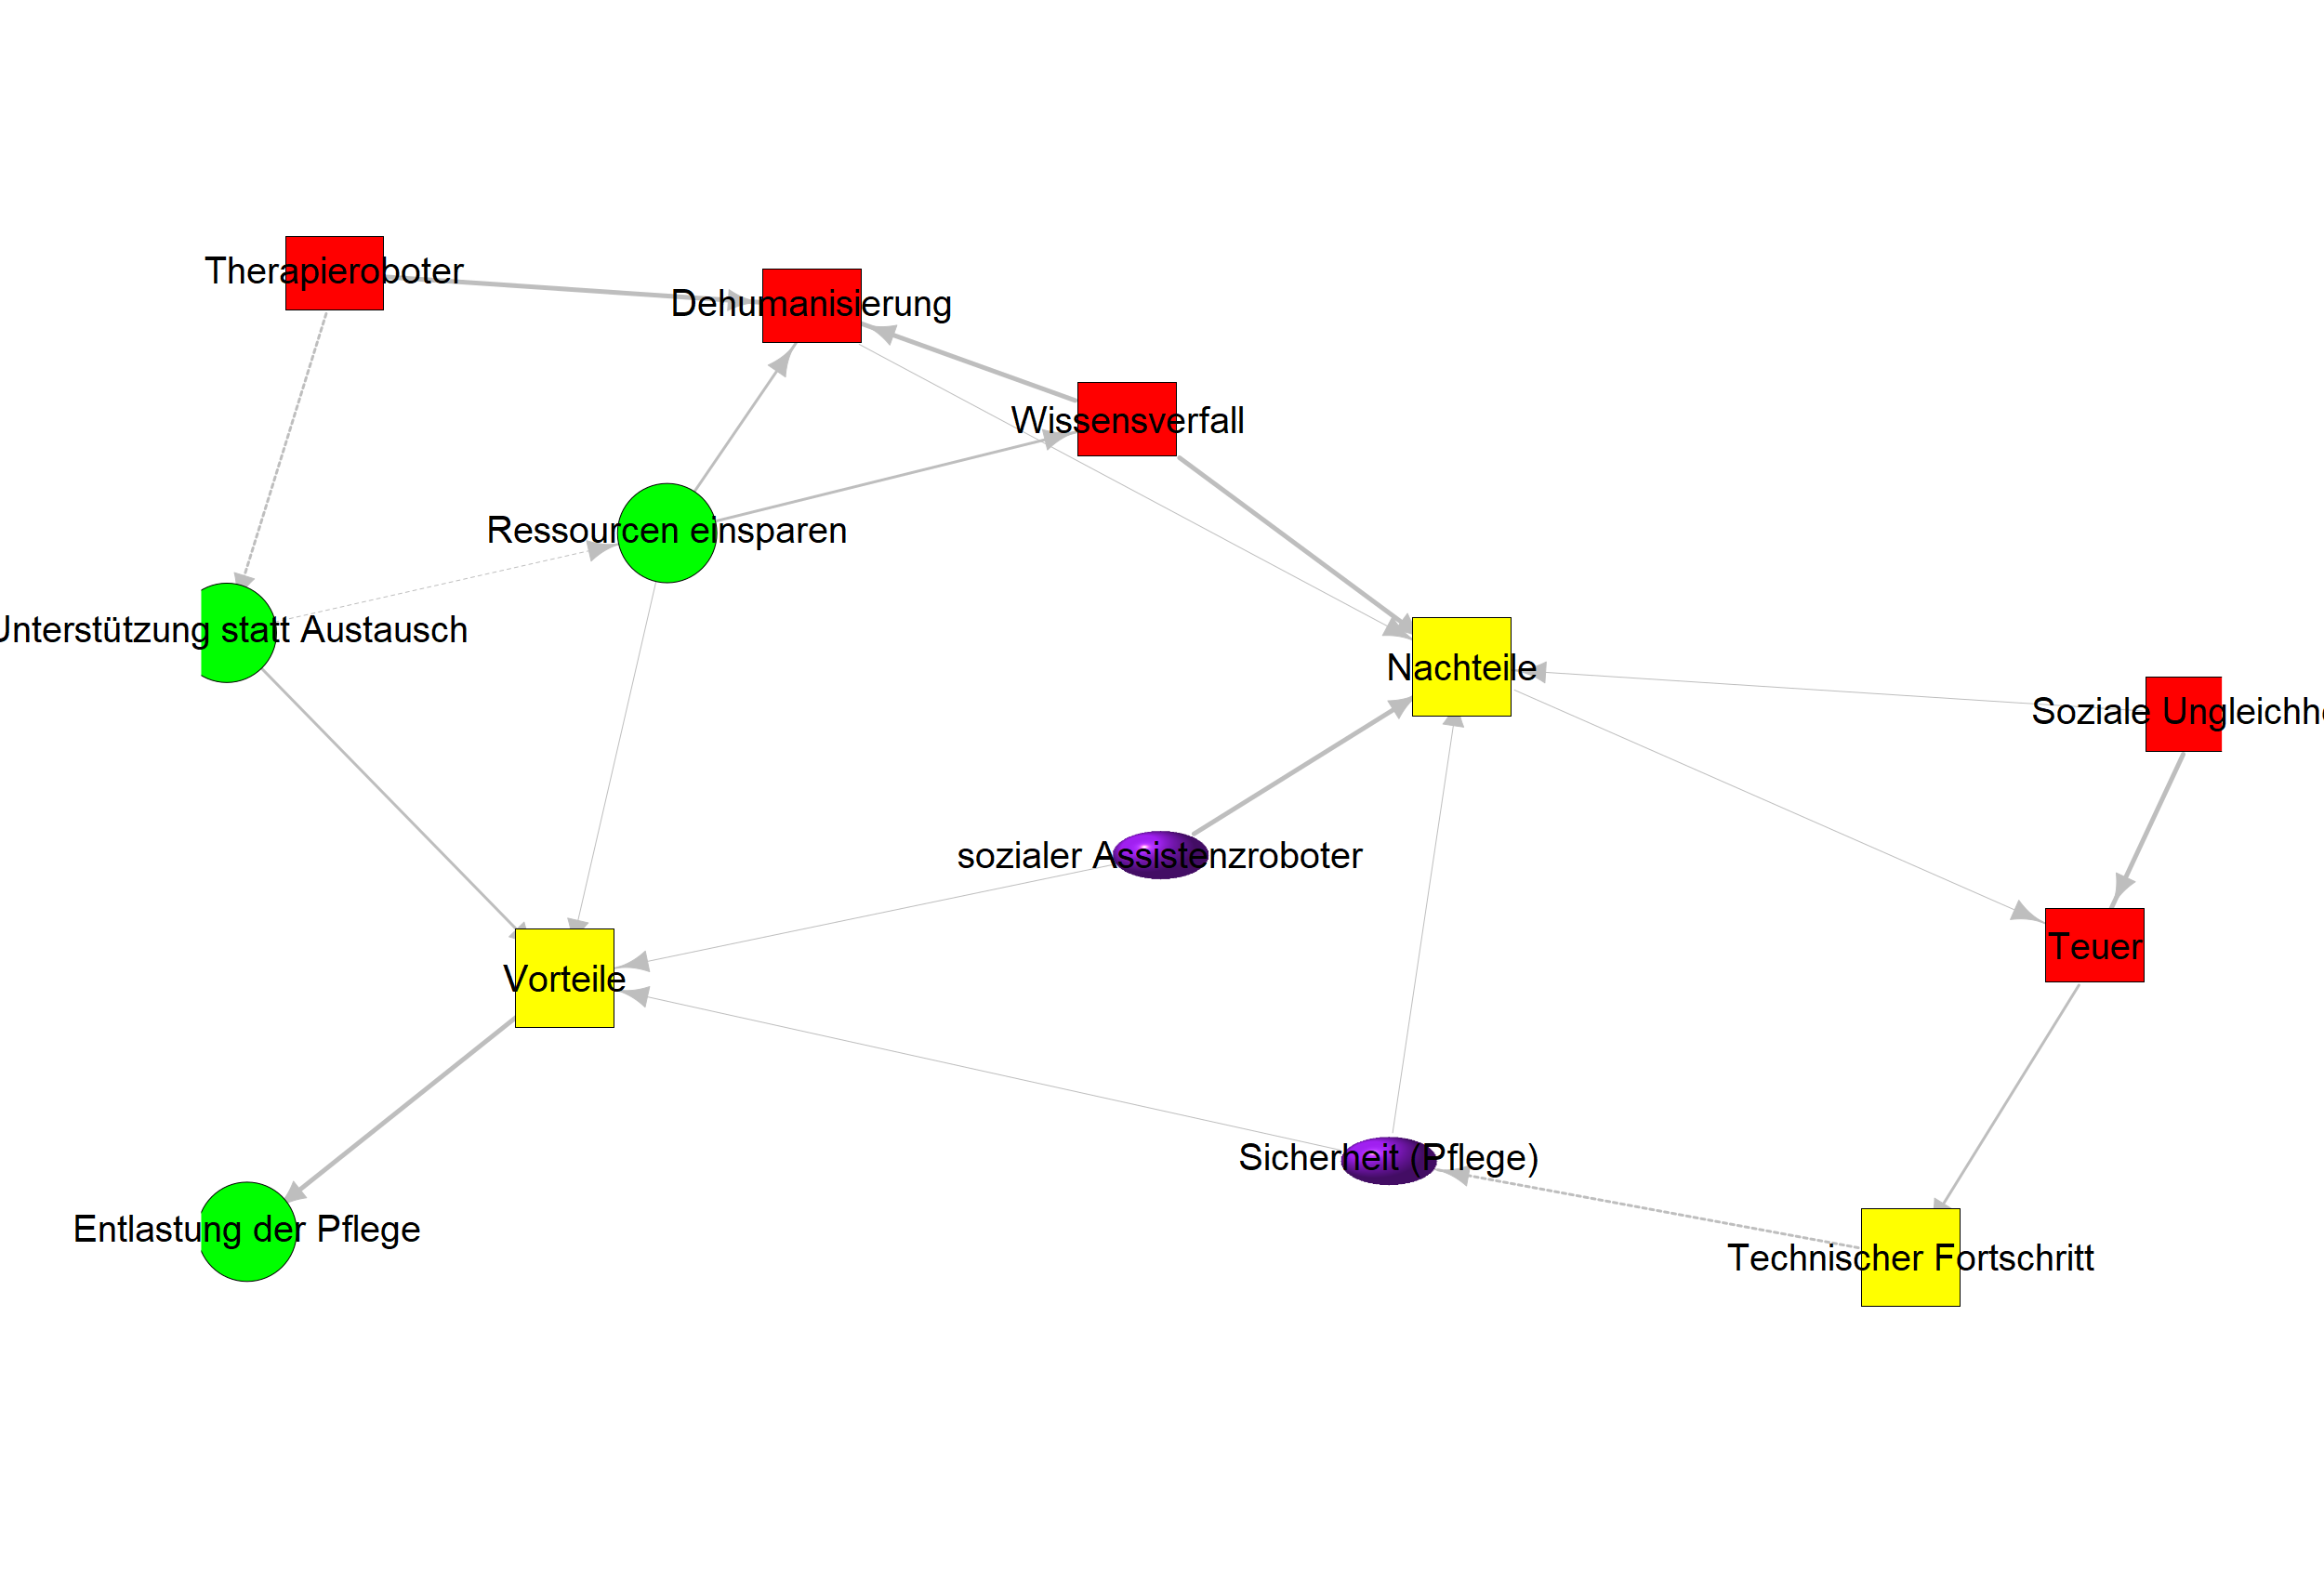 Therapieroboter
Dehumanisierung
Wissensverfall
Ressourcen einsparen
Unterstützung statt Austausch
Nachteile
Soziale Ungleichhe
sozialer Assistenzroboter
Teuer
Vorteile
Sicherheit (Pflege)
Entlastung der Pflege
Technischer Fortschritt